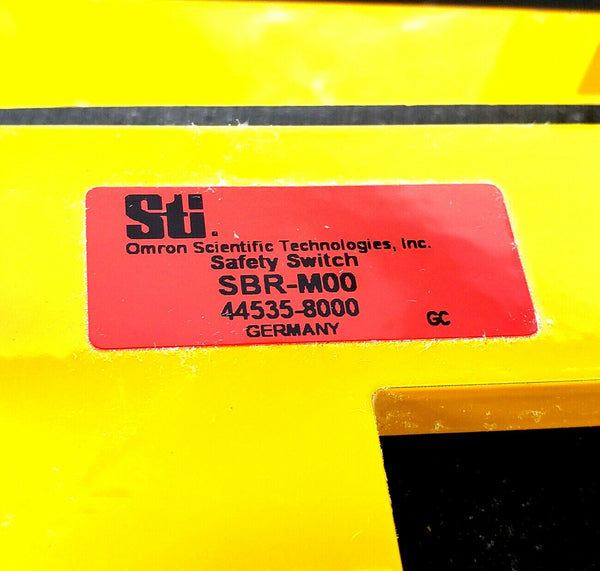 Sti.
Omron Scientific Technologies, Inc.
Safety Switch
SBR-M00
44535-8000
GERMANY
GC